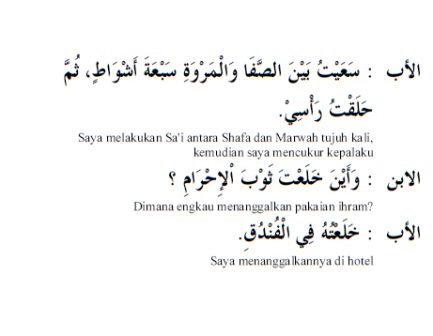 الأب : سَعَيْتُ بَيْنَ الصَّفَا وَالْمَرْوَةِ سَبْعَةَ أَشْوَاطٍ، ثُمَّ
حَلَقْتُ رَأْسِيْ.
Saya melakukan Sa'i antara Shafa dan Marwah tujuh kali,
kemudian saya mencukur kepalaku
الابن : وَأَيْنَ خَلَعْتَ ثَوْبَ اْلإِحْرَامِ ؟
Dimana engkau menanggalkan pakaian ihram?
الأب : خَلَعْتُهُ فِي الْفُنْدُقِ.
Saya menanggalkannya di hotel